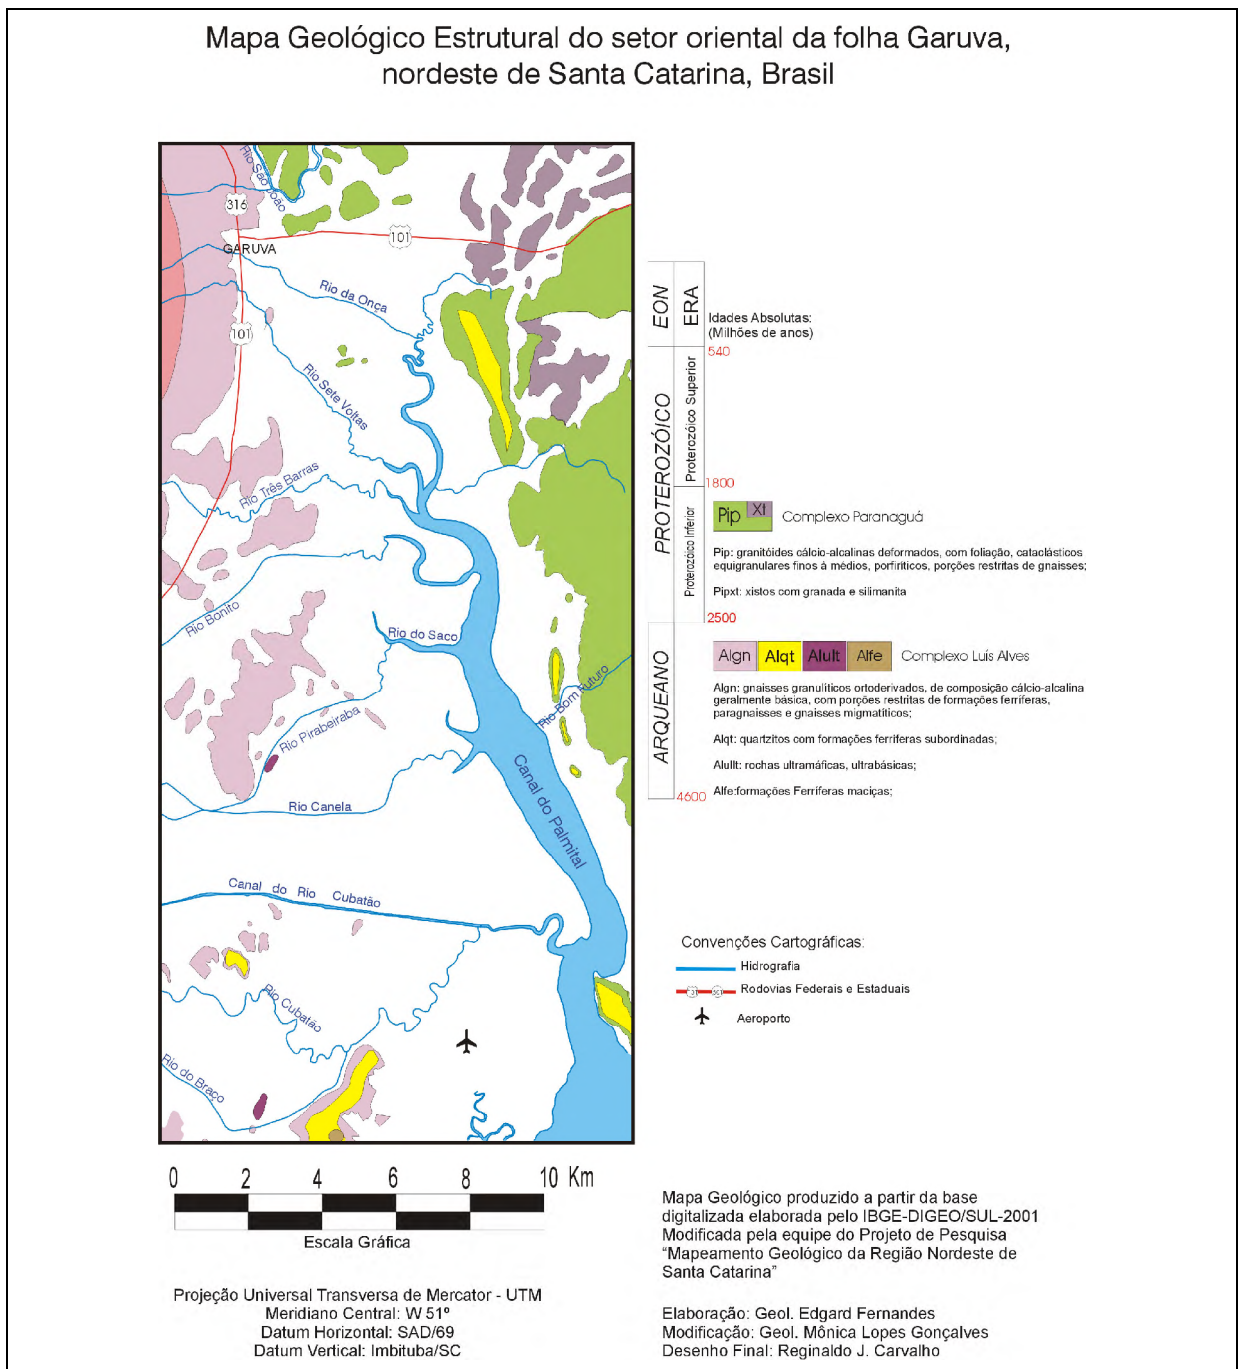 Mapa Geológico Estrutural do setor oriental da folha Garuva,
nordeste de Santa Catarina, Brasil
Rio São João
316
101
GARUVA
Rio da Onça
101
Rio Sete Voltas
Rio Três Barras
Rio Bonito
Rio do Saco
Rio Bom Futuro
Rio Pirabeiraba
Canal do Palmital
Rio Canela
Canal do Rio Cubatão
Rio Cubatão
Rio do Braço
EON
ERA
Idades Absolutas:
(Milhões de anos)
540
PROTEROZÓICO
Proterozóico Superior
1800
Proterozóico Inferior
Pip
Xt
Complexo Paranaguá
Pip: granitóides cálcio-alcalinas deformados, com foliação, cataclásticos
equigranulares finos à médios, porfiríticos, porções restritas de gnaisses;
Pipxt: xistos com granada e silimanita
2500
ARQUEANO
Algn
Alqt
Alult
Alfe
Complexo Luís Alves
Algn: gnaisses granulíticos ortoderivados, de composição cálcio-alcalina
geralmente básica, com porções restritas de formações ferríferas,
paragnaisses e gnaisses migmatíticos;
Alqt: quartzitos com formações ferríferas subordinadas;
Alullt: rochas ultramáficas, ultrabásicas;
Alfe:formações Ferríferas maciças;
4600
Convenções Cartográficas:
Hidrografia
Rodovias Federais e Estaduais
Aeroporto
0 2 4 6 8 10 Km
Escala Gráfica
Projeção Universal Transversa de Mercator - UTM
Meridiano Central: W 51º
Datum Horizontal: SAD/69
Datum Vertical: Imbituba/SC
Mapa Geológico produzido a partir da base
digitalizada elaborada pelo IBGE-DIGEO/SUL-2001
Modificada pela equipe do Projeto de Pesquisa
“Mapeamento Geológico da Região Nordeste de
Santa Catarina”
Elaboração: Geol. Edgard Fernandes
Modificação: Geol. Mônica Lopes Gonçalves
Desenho Final: Reginaldo J. Carvalho